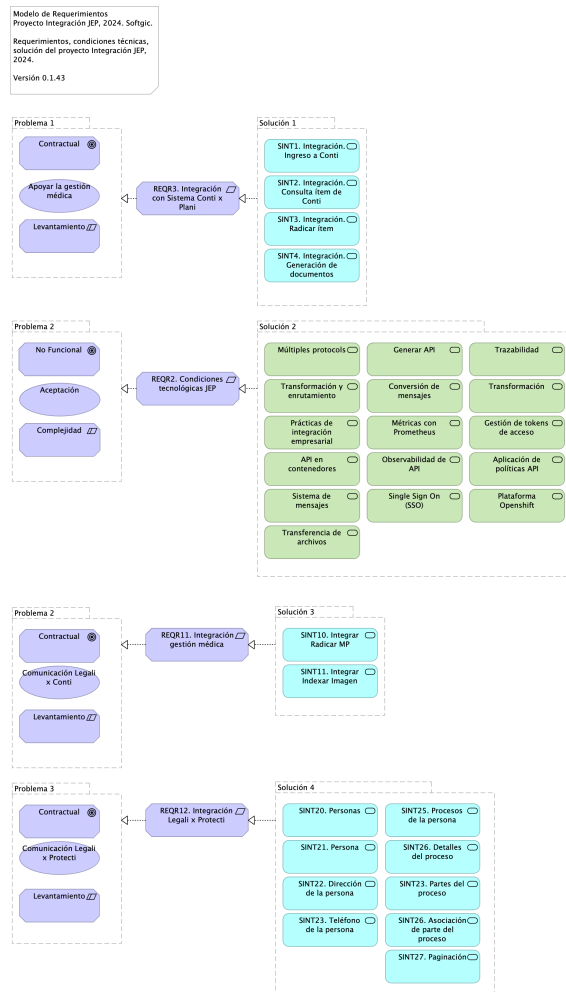 Modelo de Requerimientos
Proyecto Integración JEP, 2024. Softgic.
Requerimientos, condiciones técnicas,
solución del proyecto Integración JEP,
2024.
Versión 0.1.43
Problema 1
Contractual
Apoyar la gestión
médica
Levantamiento
REQR3. Integración
con Sistema Conti x
Plani
Solución 1
SINT1. Integración.
Ingreso a Conti
SINT2. Integración.
Consulta ítem de
Conti
SINT3. Integración.
Radicar ítem
SINT4. Integración.
Generación de
documentos
Problema 2
No Funcional
Aceptación
Complejidad
REQR2. Condiciones
tecnológicas JEP
Solución 2
Múltiples protocols
Generar API
Trazabilidad
Transformación y
enrutamiento
Conversión de
mensajes
Transformación
Prácticas de
integración
empresarial
Métricas con
Prometheus
Gestión de tokens
de acceso
API en
contenedores
Observabilidad de
API
Aplicación de
políticas API
Sistema de
mensajes
Single Sign On
(SSO)
Plataforma
Openshift
Transferencia de
archivos
Problema 2
Contractual
Comunicación Legali
x Conti
Levantamiento
REQR11. Integración
gestión médica
Solución 3
SINT10. Integrar
Radicar MP
SINT11. Integrar
Indexar Imagen
Problema 3
Contractual
Comunicación Legali
x Protecti
Levantamiento
REQR12. Integración
Legali x Protecti
Solución 4
SINT20. Personas
SINT25. Procesos
de la persona
SINT21. Persona
SINT26. Detalles
del proceso
SINT22. Dirección
de la persona
SINT23. Partes del
proceso
SINT23. Teléfono
de la persona
SINT26. Asociación
de parte del
proceso
SINT27. Paginación